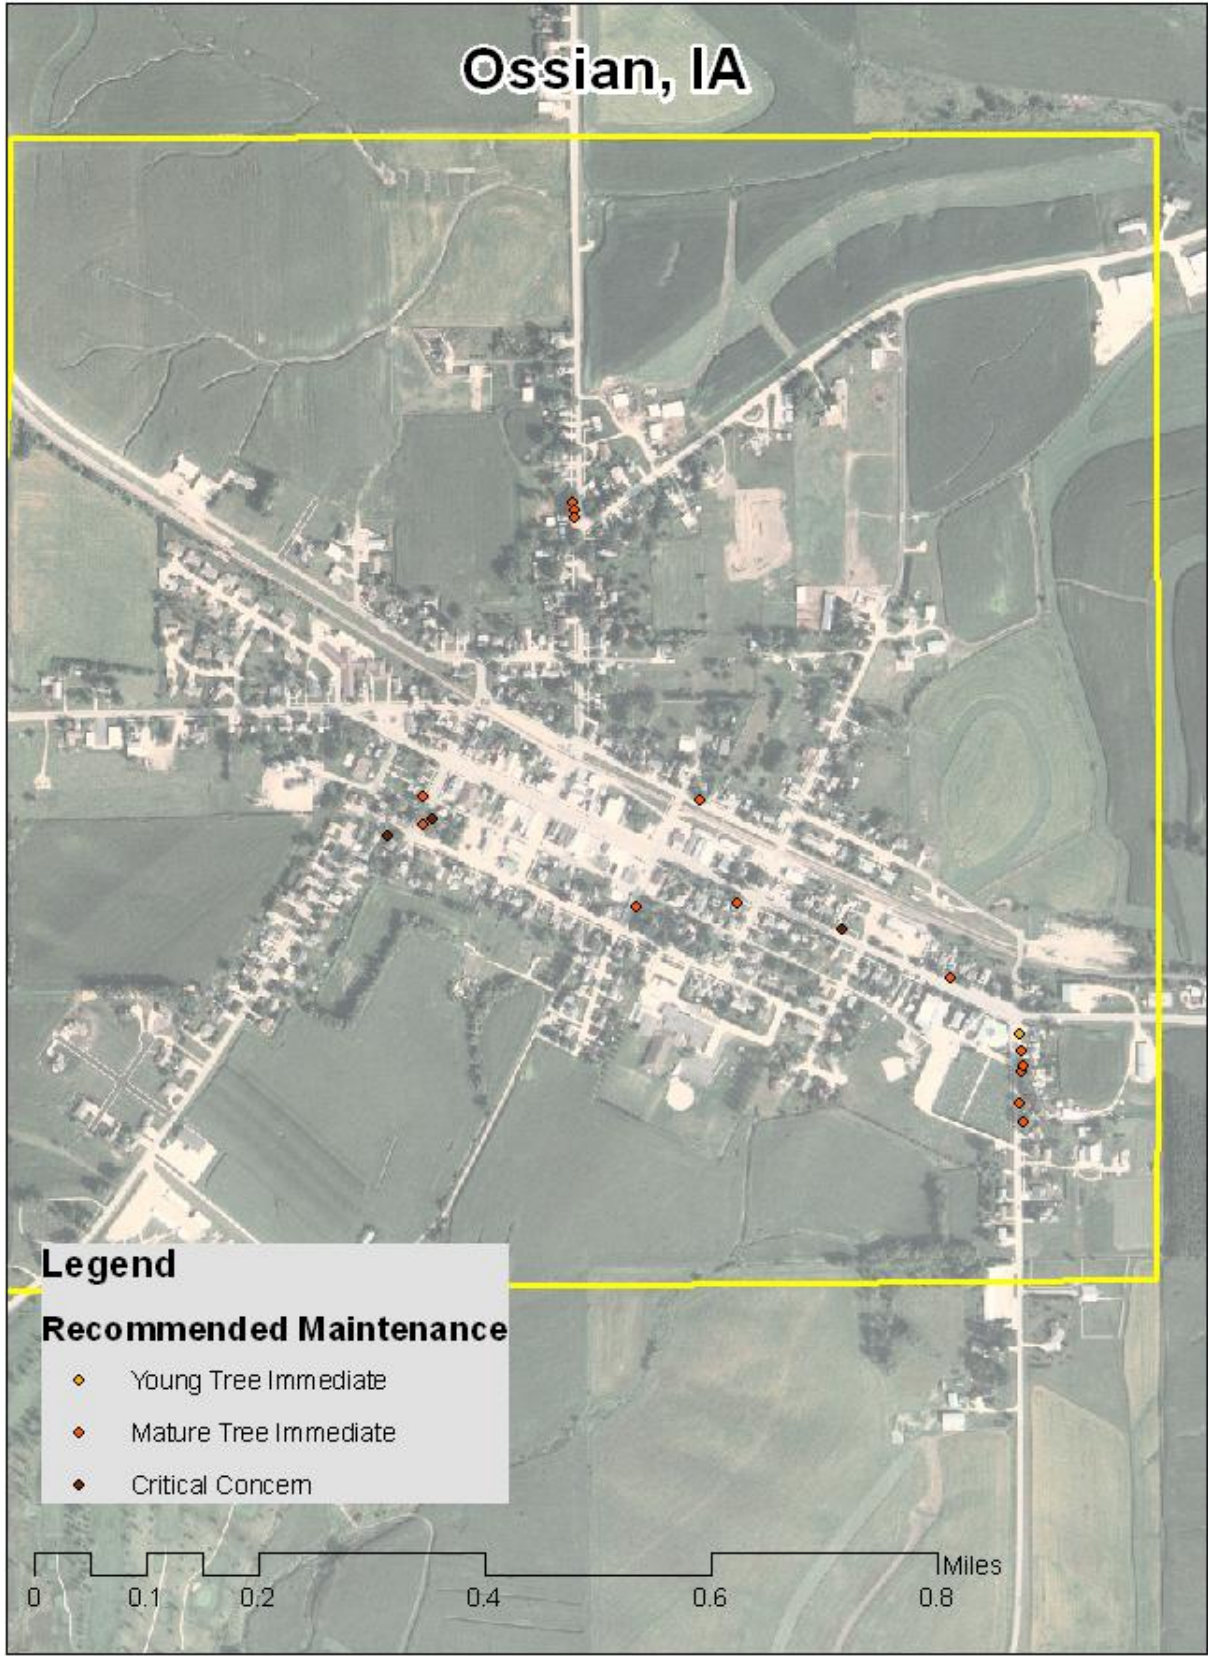 Ossian, IA
Legend
Recommended Maintenance
Young Tree Immediate
Mature Tree Immediate
Critical Concern
Miles
0 0.1 0.2 0.4 0.6 0.8